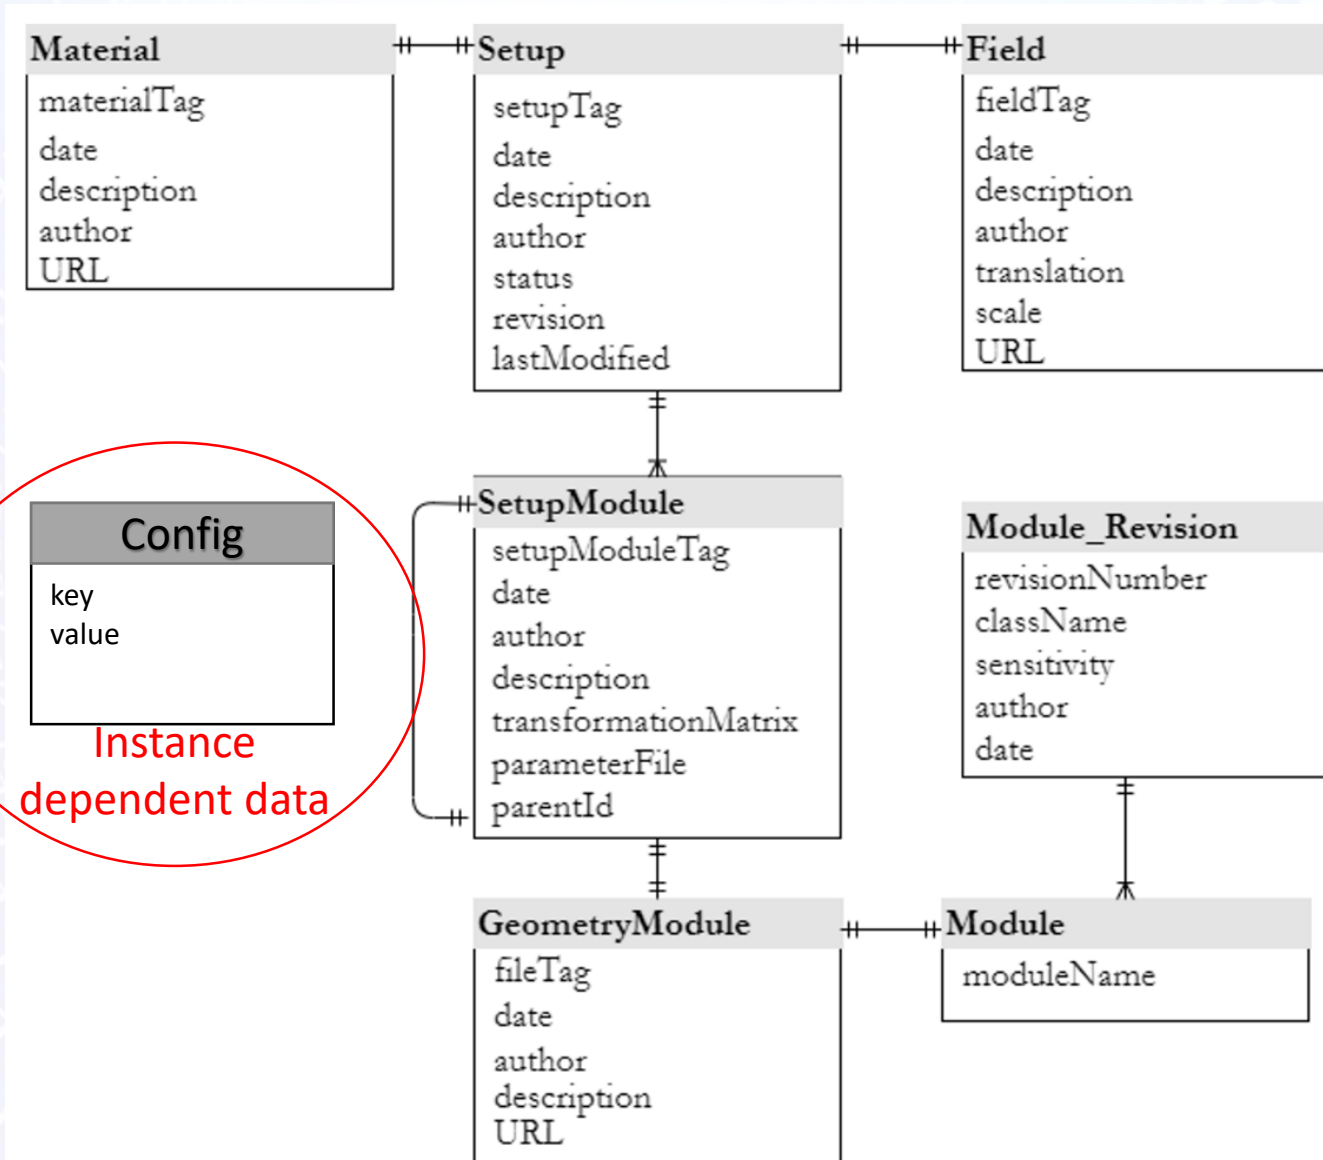 Material
materialTag
date
description
author
URL
Setup
setupTag
date
description
author
status
revision
lastModified
Field
fieldTag
date
description
author
translation
scale
URL
Config
key
value
Instance
dependent data
SetupModule
setupModuleTag
date
author
description
transformationMatrix
parameterFile
parentId
Module_Revision
revisionNumber
className
sensitivity
author
date
GeometryModule
fileTag
date
author
description
URL
Module
moduleName